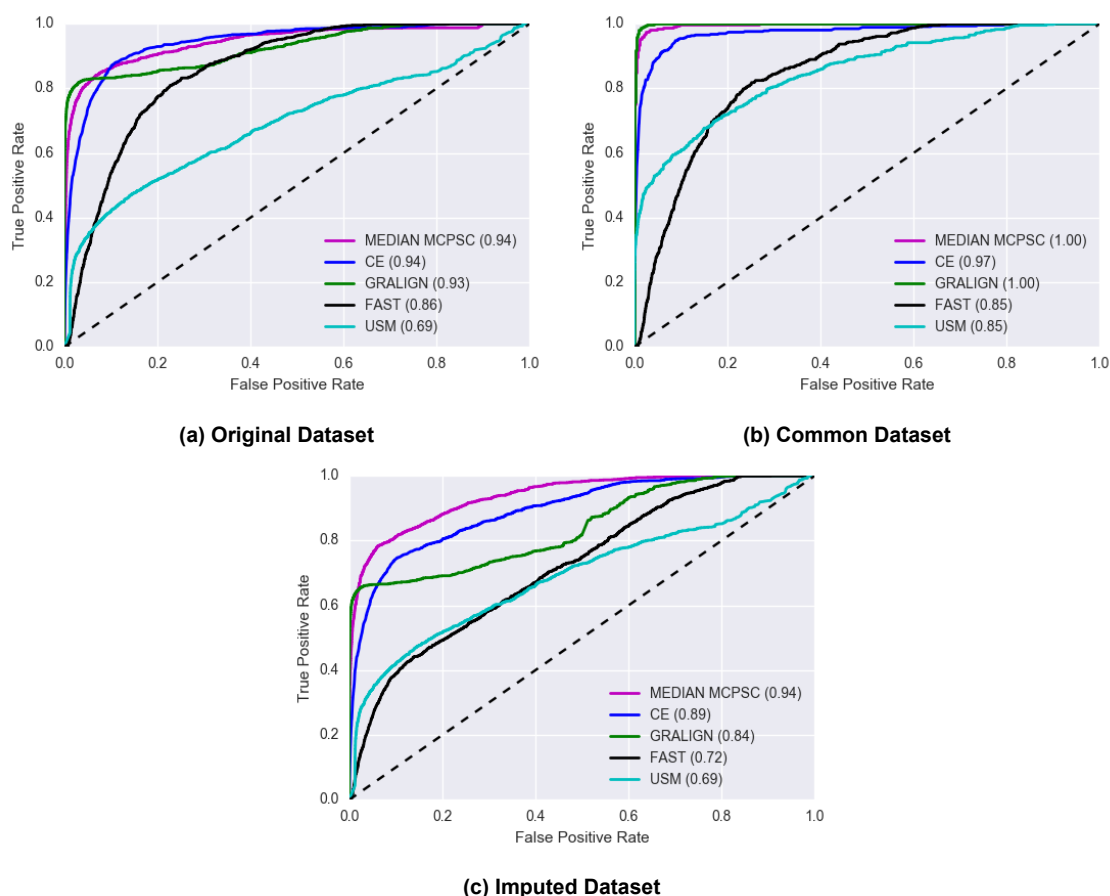 1.0
0.8
0.6
0.4
0.2
0.0
True Positive Rate
0.0 0.2 0.4 0.6 0.8 1.0
False Positive Rate
MEDIAN MCPSC (0.94)
CE (0.94)
GRALIGN (0.93)
FAST (0.86)
USM (0.69)
(a) Original Dataset
1.0
0.8
0.6
0.4
0.2
0.0
True Positive Rate
0.0 0.2 0.4 0.6 0.8 1.0
False Positive Rate
MEDIAN MCPSC (1.00)
CE (0.97)
GRALIGN (1.00)
FAST (0.85)
USM (0.85)
(b) Common Dataset
1.0
0.8
0.6
0.4
0.2
0.0
True Positive Rate
0.0 0.2 0.4 0.6 0.8 1.0
False Positive Rate
MEDIAN MCPSC (0.94)
CE (0.89)
GRALIGN (0.84)
FAST (0.72)
USM (0.69)
(c) Imputed Dataset